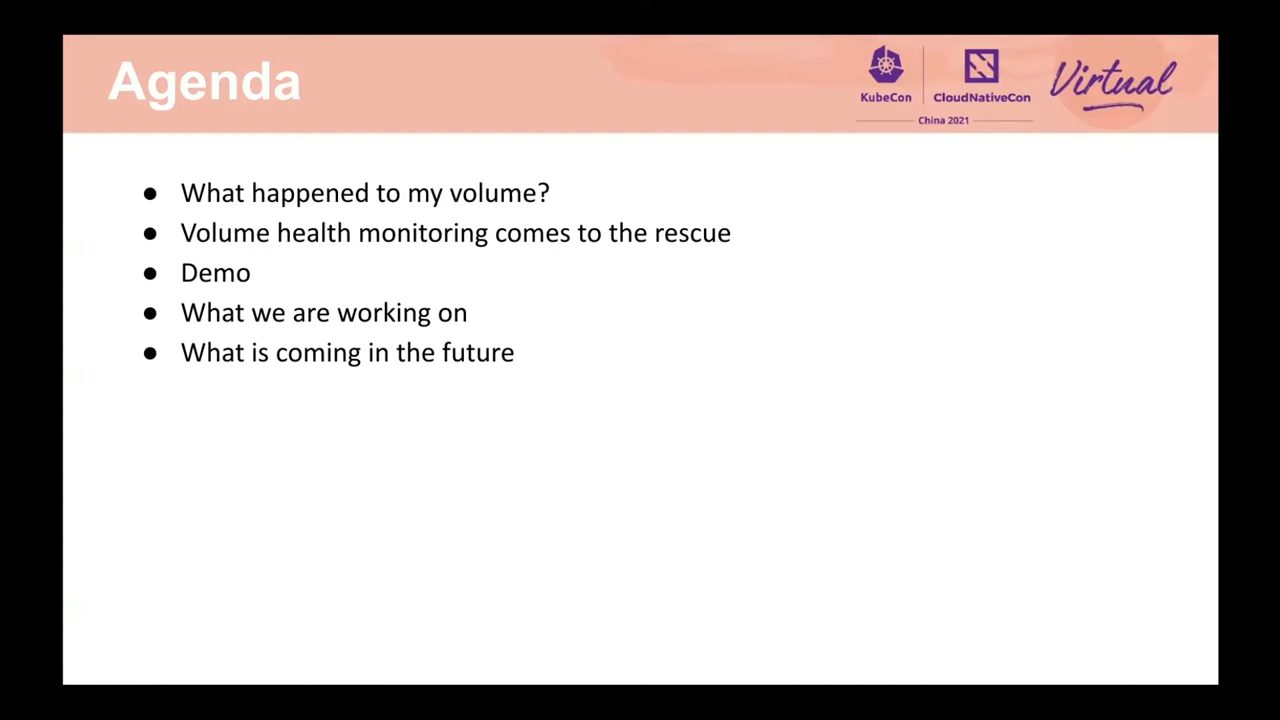 Agenda
KubeCon
CloudNativeCon
China 2021
Virtual
● What happened to my volume?
● Volume health monitoring comes to the rescue
● Demo
● What we are working on
● What is coming in the future